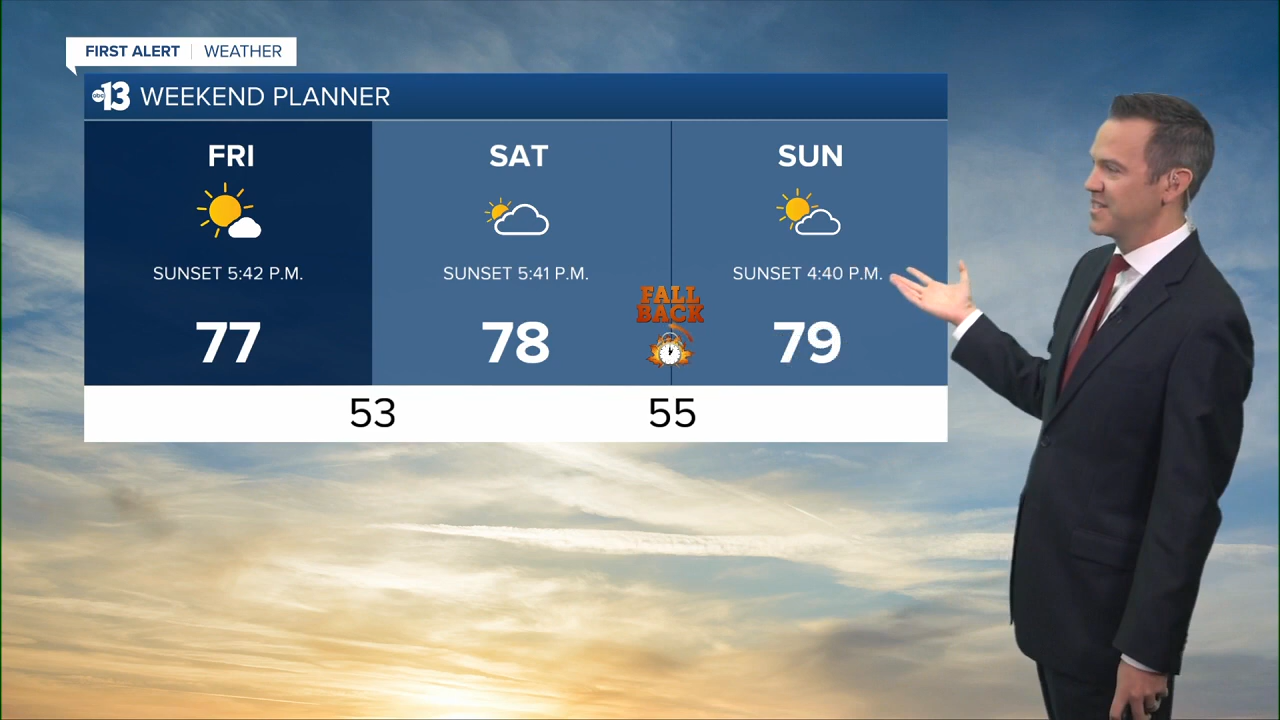 FIRST ALERT | WEATHER
abc 13 WEEKEND PLANNER
FRI
SAT
SUN
SUNSET 5:42 P.M.
SUNSET 5:41 P.M.
SUNSET 4:40 P.M.
FALL
BACK
77
78
79
53
55